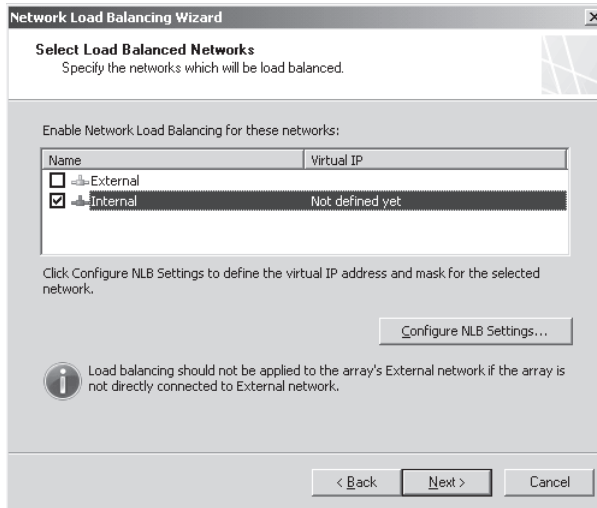 Network Load Balancing Wizard
Select Load Balanced Networks
Specify the networks which will be load balanced.
Enable Network Load Balancing for these networks:
Name Virtual IP
External
Internal Not defined yet
Click Configure NLB Settings to define the virtual IP address and mask for the selected
network.
Configure NLB Settings...
Load balancing should not be applied to the array's External network if the array is
not directly connected to External network.
< Back Next > Cancel